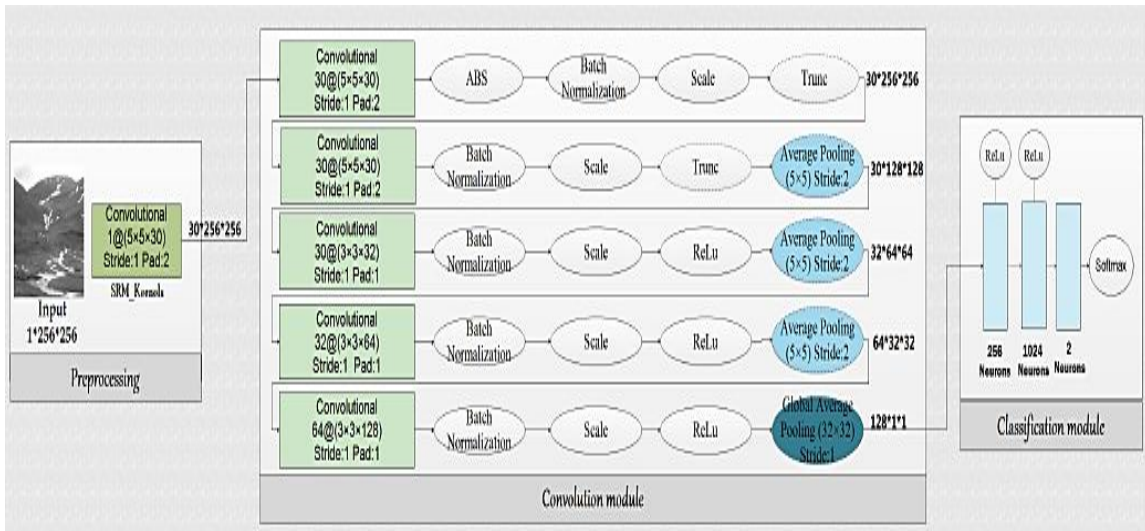 Input
1*256*256
Convolutional
1@(5×5×30)
Stride:1 Pad:2
SRM_Kernels
30*256*256
Preprocessing
Convolutional
30@(5×5×30)
Stride:1 Pad:2
ABS
Batch
Normalization
Scale
Trunc
30*256*256
Convolutional
30@(5×5×30)
Stride:1 Pad:2
Batch
Normalization
Scale
Trunc
Average Pooling
(5×5) Stride:2
30*128*128
Convolutional
30@(3×3×32)
Stride:1 Pad:1
Batch
Normalization
Scale
ReLu
Average Pooling
(5×5) Stride:2
32*64*64
Convolutional
32@(3×3×64)
Stride:1 Pad:1
Batch
Normalization
Scale
ReLu
Average Pooling
(5×5) Stride:2
64*32*32
Convolutional
64@(3×3×128)
Stride:1 Pad:1
Batch
Normalization
Scale
ReLu
Global Average
Pooling (32×32)
Stride:1
128*1*1
Convolution module
ReLu
ReLu
Softmax
256
Neurons
1024
Neurons
2
Neurons
Classification module